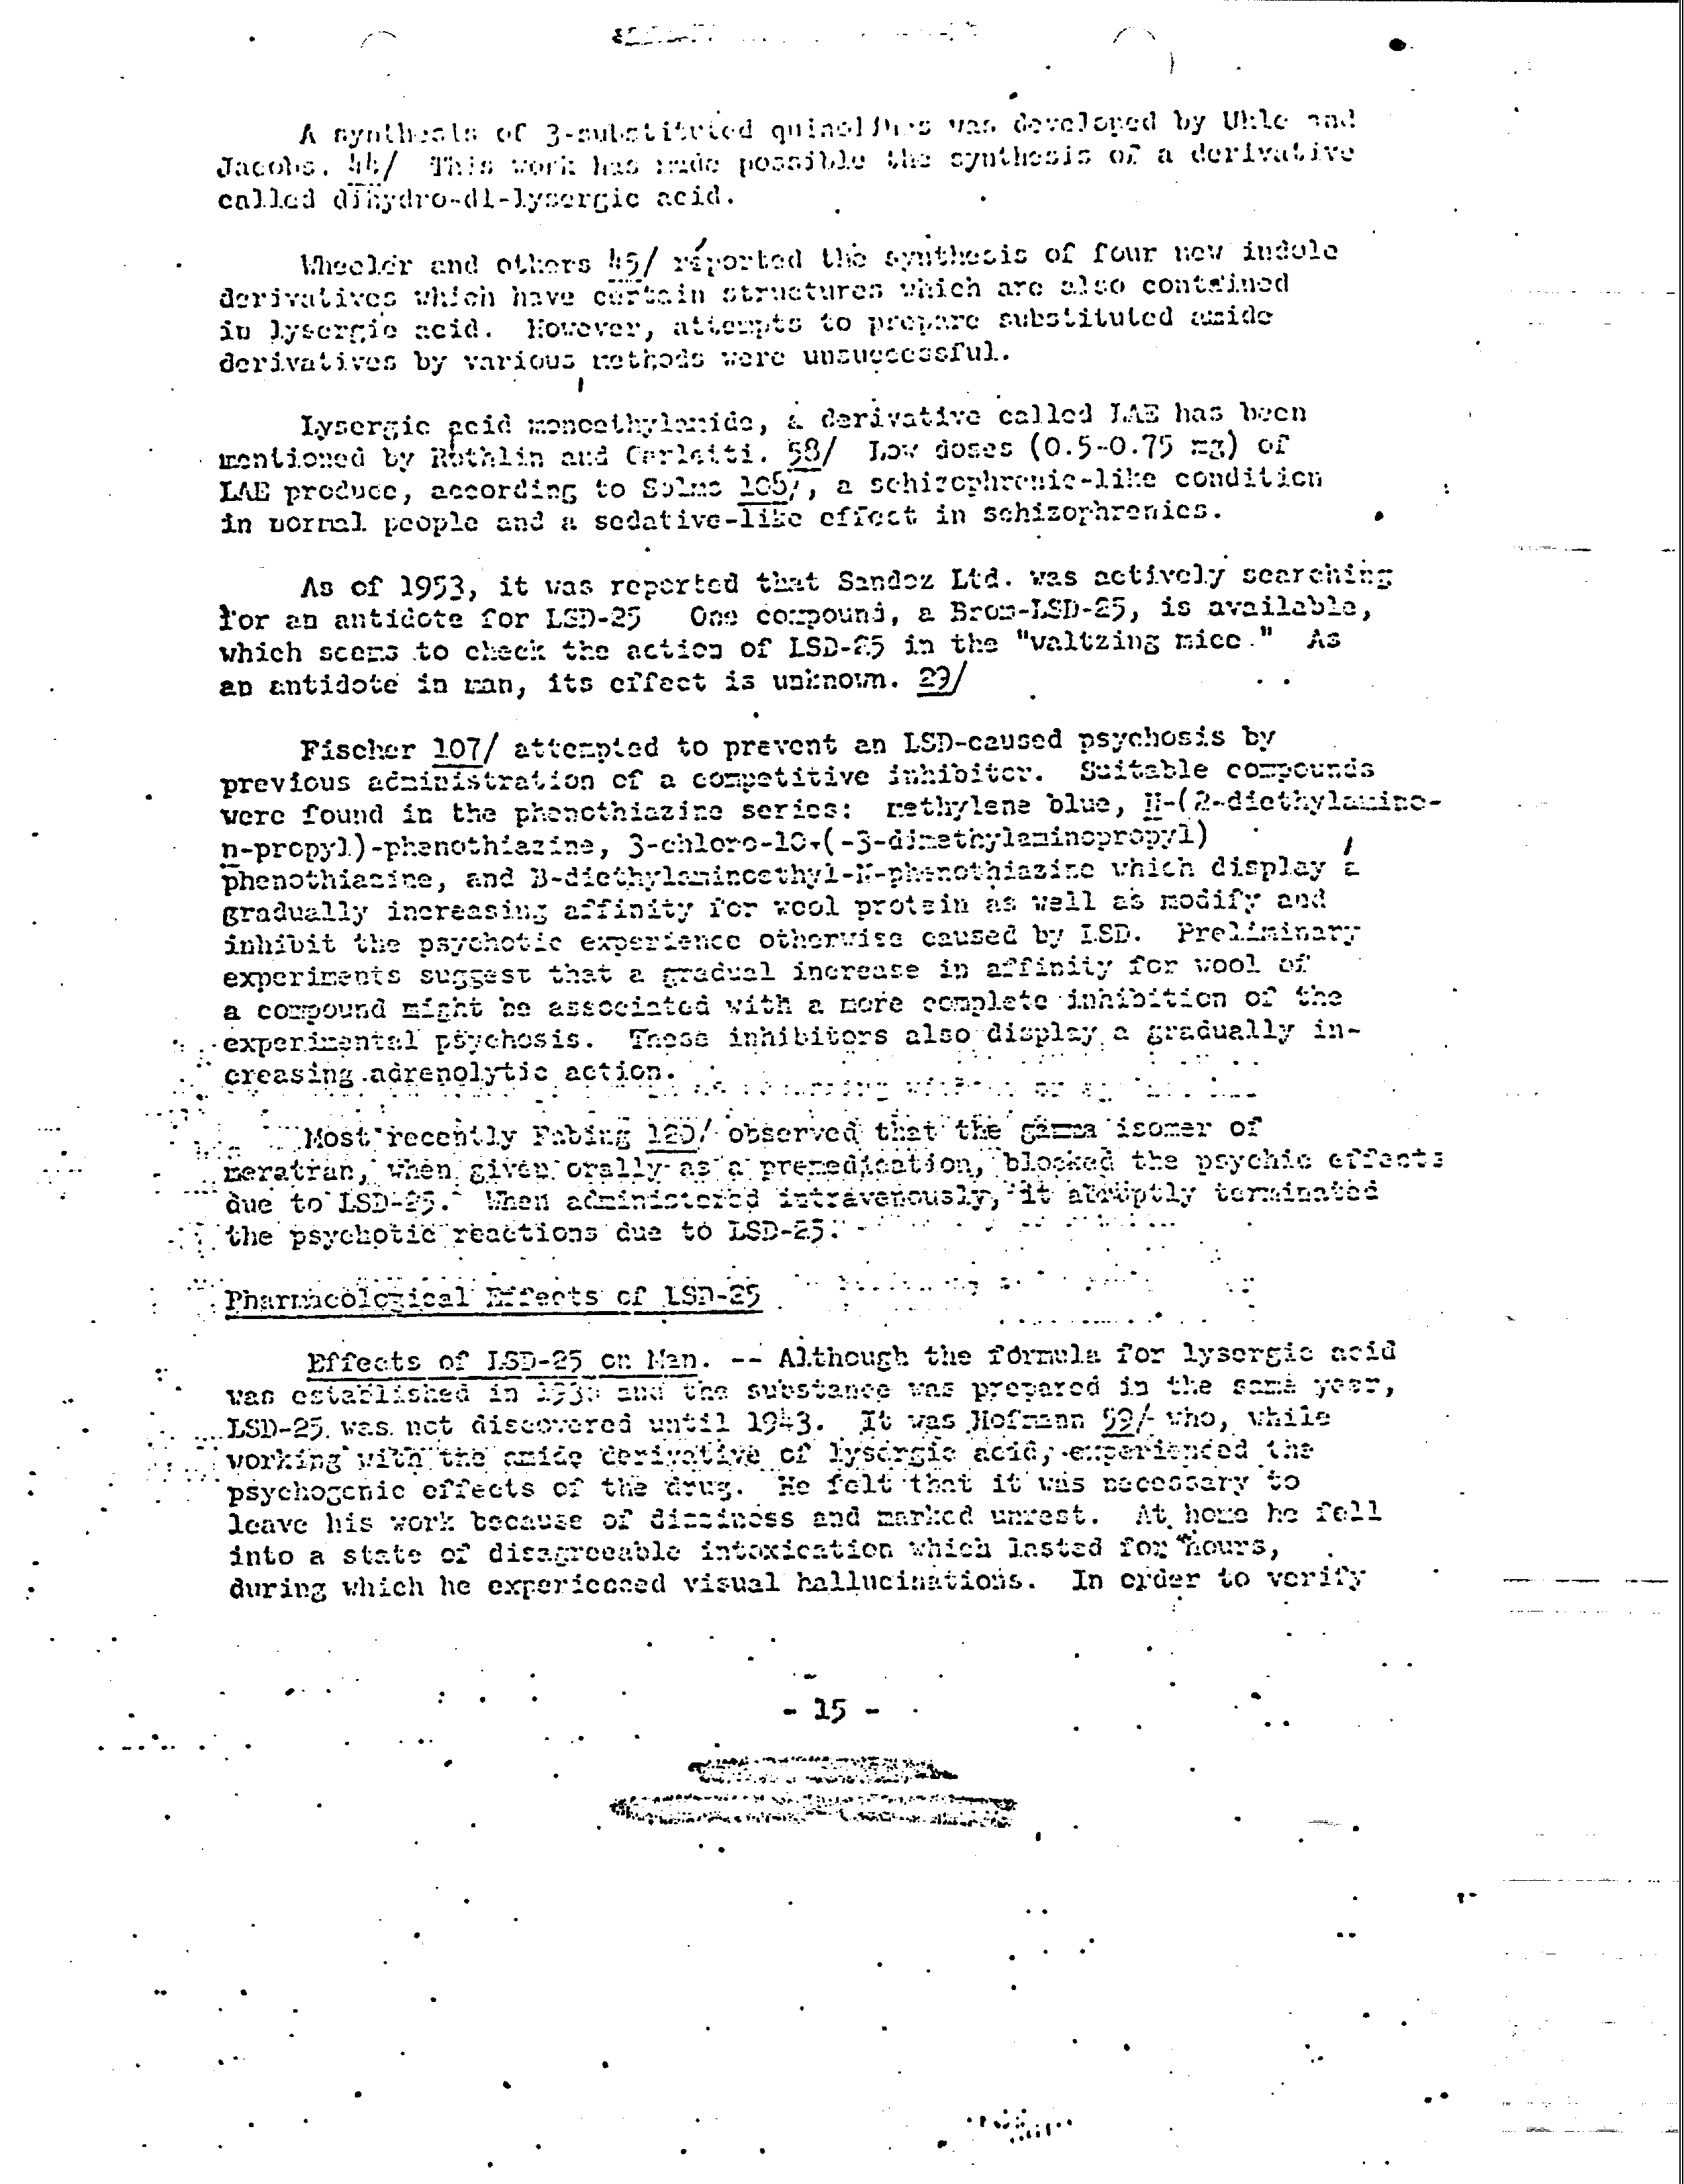 A synthesis of 3-substituted quinolines was developed by Uhle and
Jacobs. 44/ This work has made possible the synthesis of a derivative
called dihydro-dl-lysergic acid.
Wheeler and others 45/ reported the synthesis of four new indole
derivatives which have certain structures which are also contained
in lysergic acid. However, attempts to prepare substituted amide
derivatives by various methods were unsuccessful.
Lysergic acid monoethylamide, a derivative called LAE has been
mentioned by Rothlin and Cerletti. 58/ Low doses (0.5-0.75 mg) of
LAE produce, according to Solms 106/, a schizophrenic-like condition
in normal people and a sedative-like effect in schizophrenics.
As of 1953, it was reported that Sandoz Ltd. was actively searching
for an antidote for LSD-25 One compound, a Brom-LSD-25, is available,
which seems to check the action of LSD-25 in the "waltzing mice." As
an antidote in man, its effect is unknown. 29/
Fischer 107/ attempted to prevent an LSD-caused psychosis by
previous administration of a competitive inhibitor. Suitable compounds
were found in the phenothiazine series: methylene blue, N-(2-diethylamino-
n-propyl)-phenothiazine, 3-chloro-10-(-3-dimethylaminopropyl)
phenothiazine, and B-diethylaminoethyl-N-phenothiazine which display a
gradually increasing affinity for wool protein as well as modify and
inhibit the psychotic experience otherwise caused by LSD. Preliminary
experiments suggest that a gradual increase in affinity for wool of
a compound might be associated with a more complete inhibition of the
experimental psychosis. These inhibitors also display a gradually in-
creasing adrenolytic action.
Most recently Fabing 120/ observed that the gamma isomer of
meratran, when given orally as a premedication, blocked the psychic effects
due to LSD-25. When administered intravenously, it abruptly terminated
the psychotic reactions due to LSD-25.
Pharmacological Effects of LSD-25
Effects of LSD-25 on Man. -- Although the formula for lysergic acid
was established in 1938 and the substance was prepared in the same year,
LSD-25 was not discovered until 1943. It was Hofmann 59/ who, while
working with the amide derivative of lysergic acid, experienced the
psychogenic effects of the drug. He felt that it was necessary to
leave his work because of dizziness and marked unrest. At home he fell
into a state of disagreeable intoxication which lasted for hours,
during which he experienced visual hallucinations. In order to verify
- 15 -